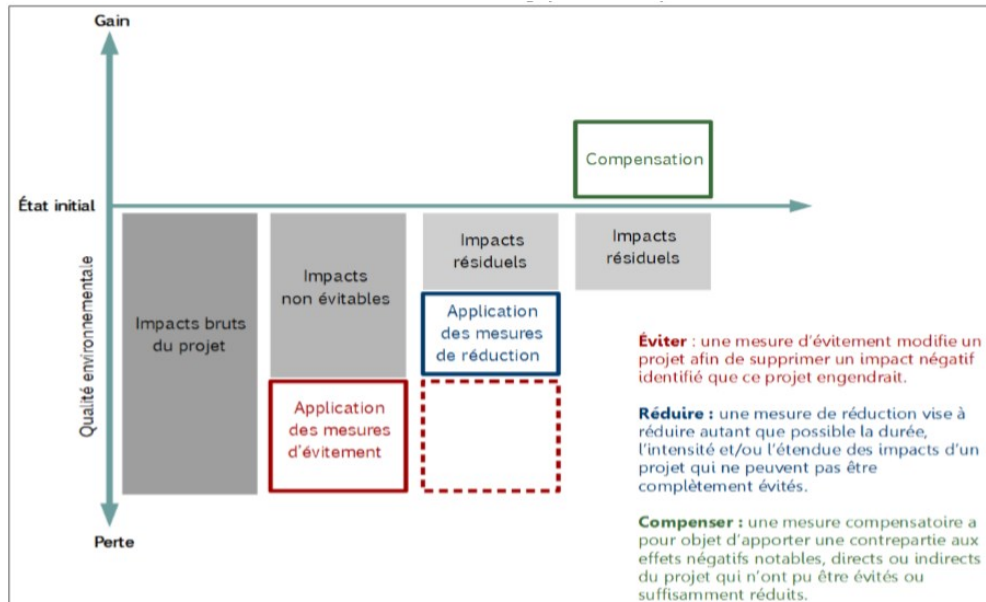 Gain
Compensation
État initial
Impacts bruts
du projet
Impacts
non évitables
Impacts
résiduels
Impacts
résiduels
Application
des mesures
de réduction
Application
des mesures
d'évitement
Qualité environnementale
Perte
Éviter : une mesure d'évitement modifie un
projet afin de supprimer un impact négatif
identifié que ce projet engendrait.
Réduire : une mesure de réduction vise à
réduire autant que possible la durée,
l'intensité et/ou l'étendue des impacts d'un
projet qui ne peuvent pas être
complètement évités.
Compenser : une mesure compensatoire a
pour objet d'apporter une contrepartie aux
effets négatifs notables, directs ou indirects
du projet qui n'ont pu être évités ou
suffisamment réduits.